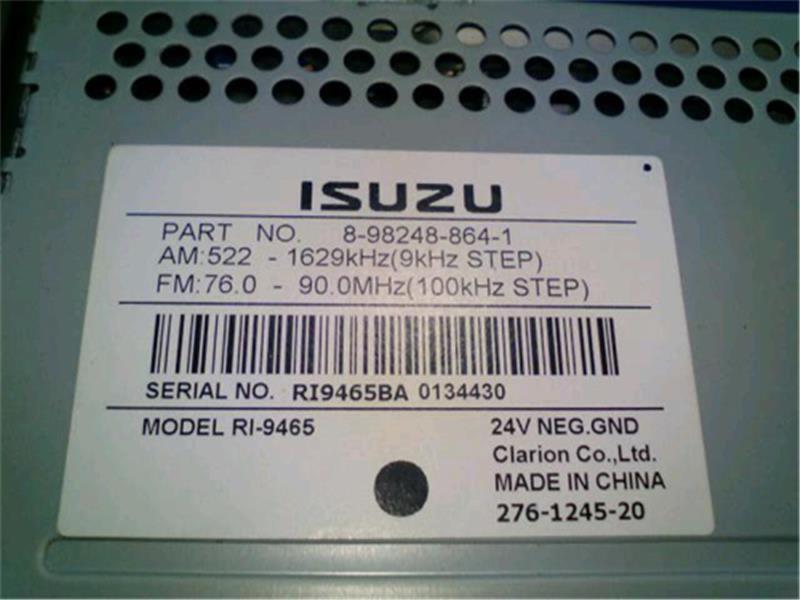 ISUZU
PART NO. 8-98248-864-1
AM:522 - 1629kHz(9kHz STEP)
FM:76.0 - 90.0MHz(100kHz STEP)
SERIAL NO. RI9465BA 0134430
MODEL RI-9465 24V NEG.GND
Clarion Co.,Ltd.
MADE IN CHINA
276-1245-20